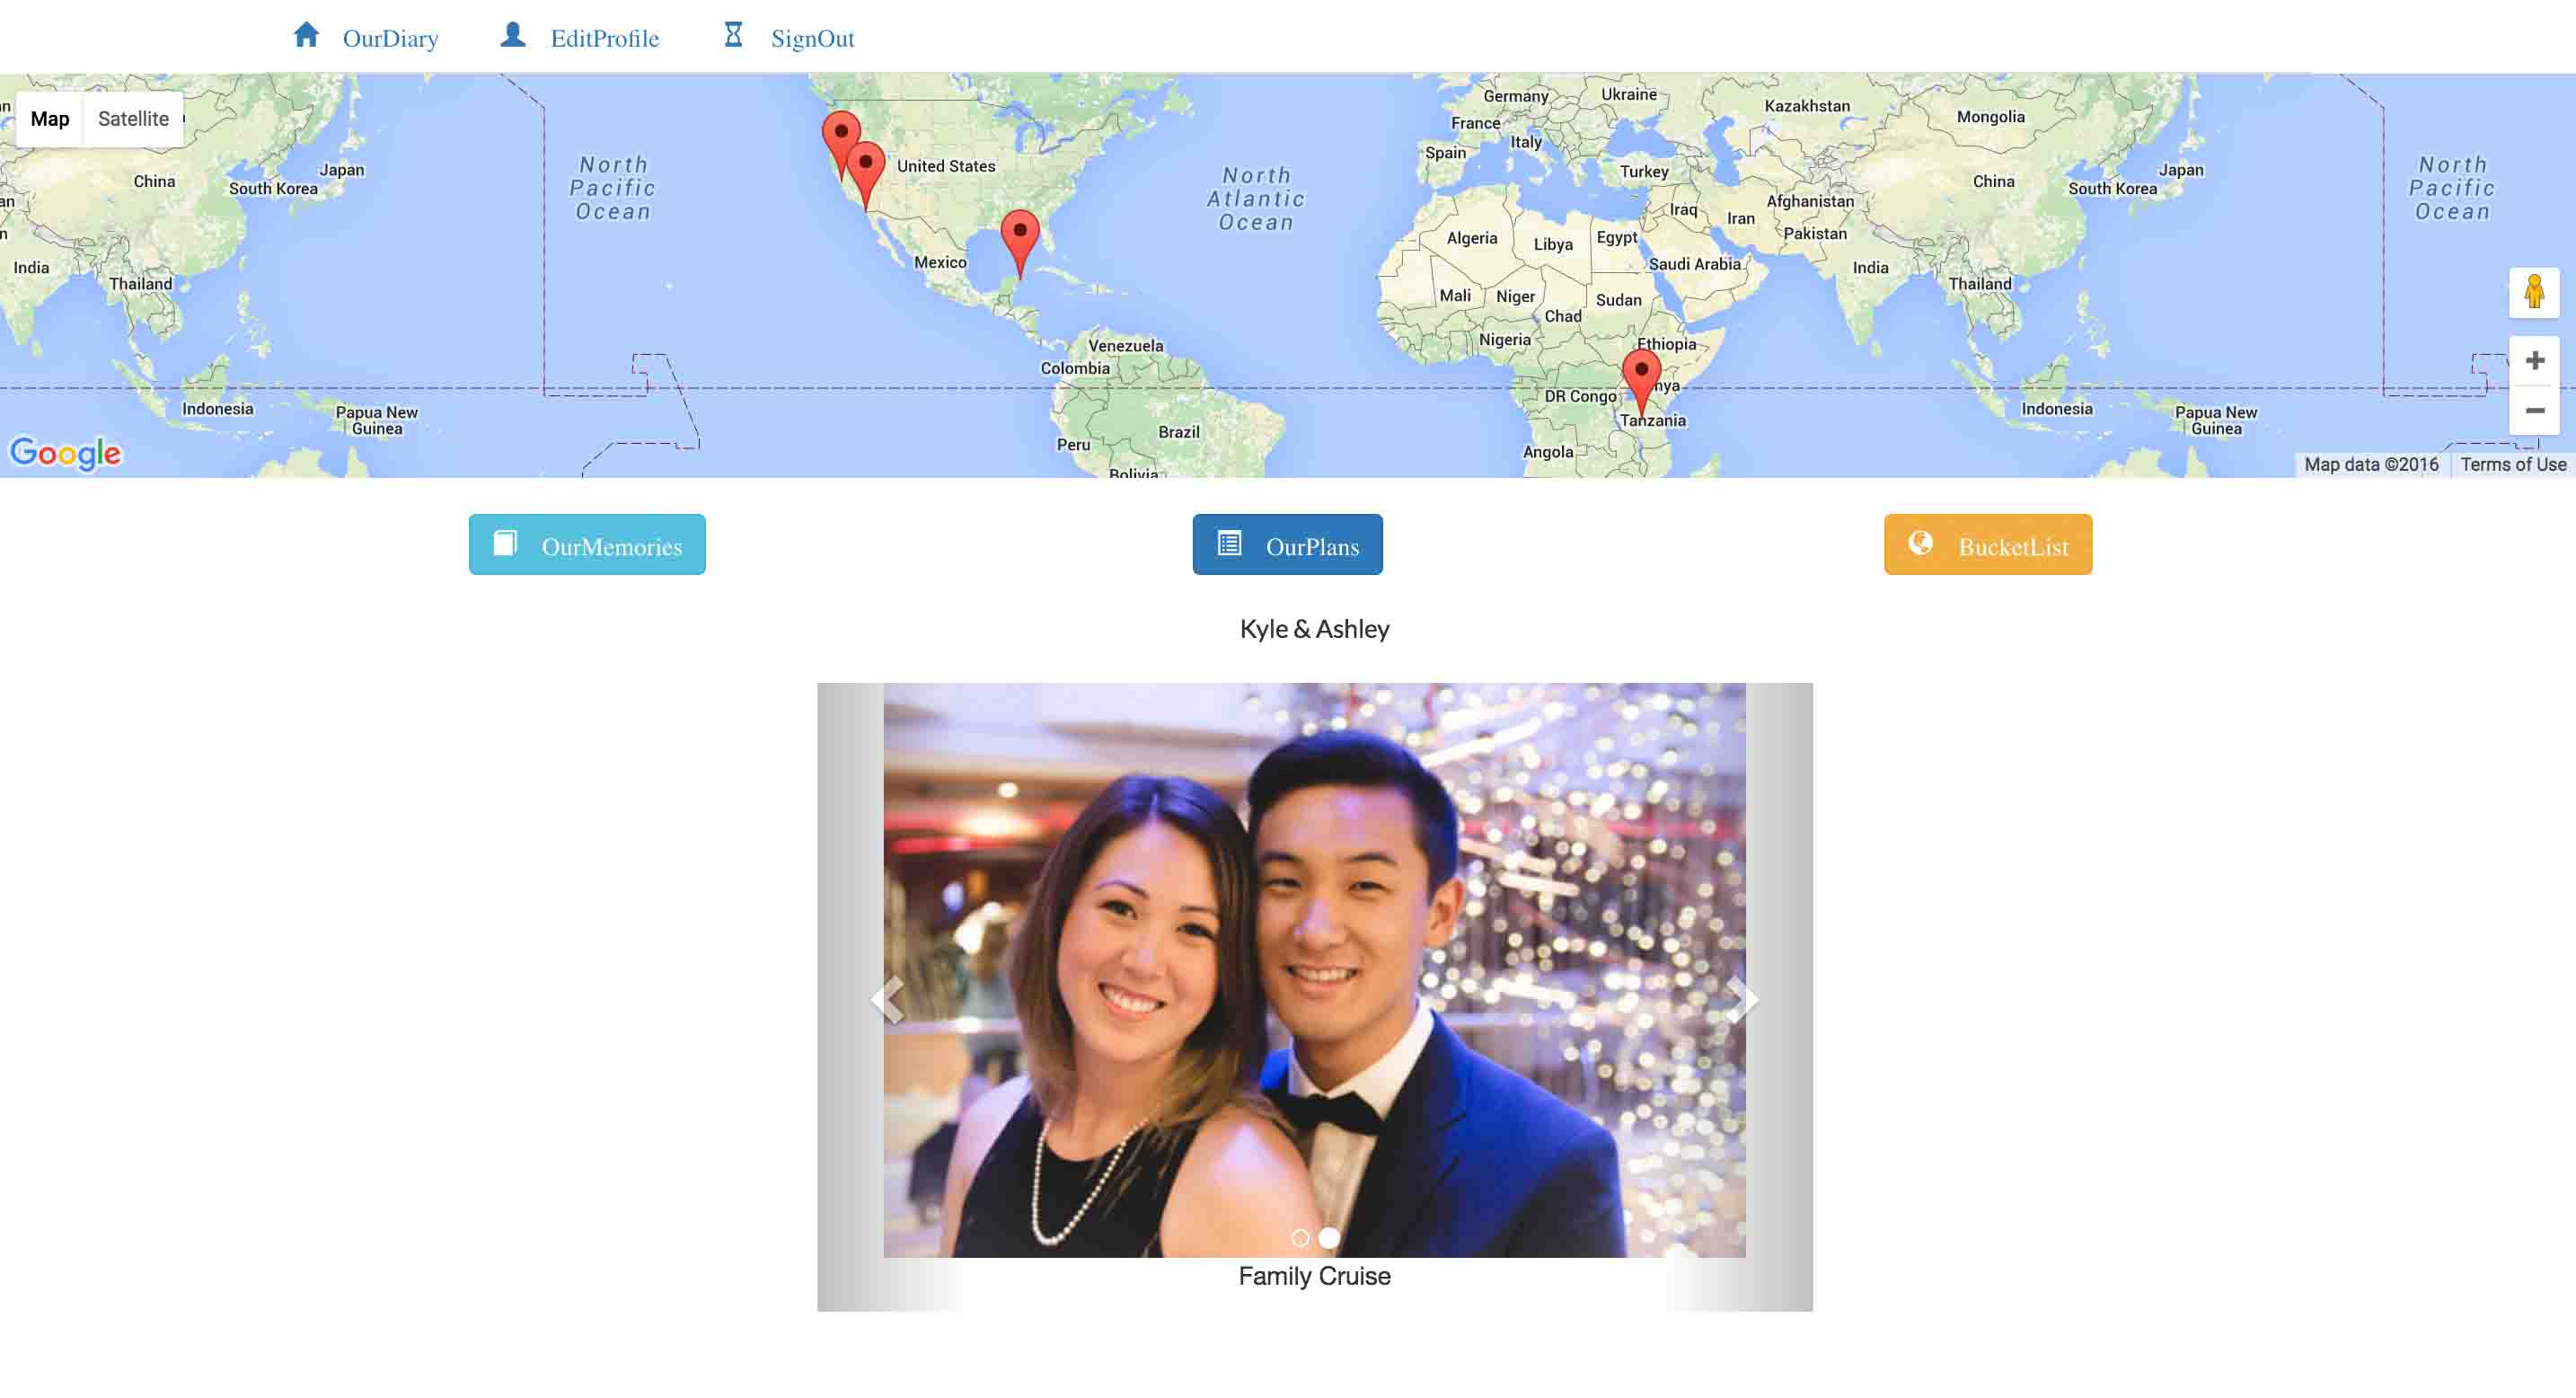 OurDiary EditProfile SignOut
Map Satellite
Germany
Ukraine
Kazakhstan
Mongolia
France
Italy
Spain
Turkey
United States
North
Pacific
Ocean
North
Atlantic
Ocean
North
Pacific
Ocean
China
South Korea
Japan
China
South Korea
Japan
Iraq
Iran
Afghanistan
Pakistan
Algeria
Libya
Egypt
Saudi Arabia
India
Thailand
Mexico
India
Thailand
Mali
Niger
Sudan
Chad
Nigeria
Ethiopia
Venezuela
Colombia
nya
DR Congo
Tanzania
Angola
Indonesia
Papua New
Guinea
Indonesia
Papua New
Guinea
Peru
Brazil
Bolivia
Google
Map data ©2016 Terms of Use
OurMemories OurPlans BucketList
Kyle & Ashley
Family Cruise